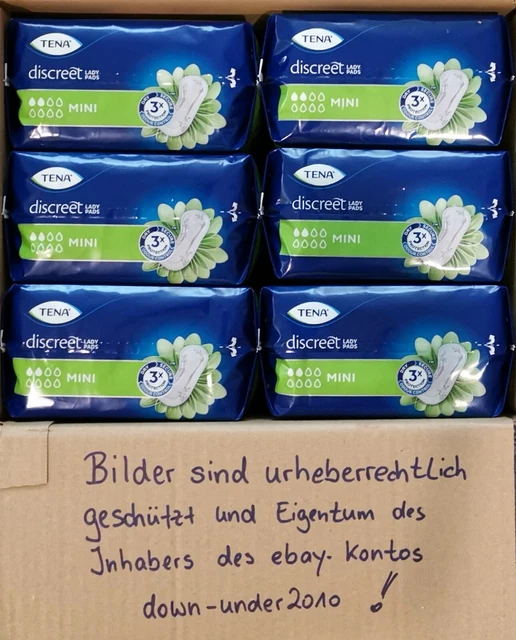 TENA
discreet LADY PADS
MINI
3x
TENA
discreet LADY PADS
MINI
3x
TENA
discreet LADY PADS
MINI
3x
TENA
discreet LADY PADS
MINI
3x
TENA
discreet LADY PADS
MINI
3x
TENA
discreet LADY PADS
MINI
3x
Bilder sind urheberrechtlich
geschützt und Eigentum des
Inhabers des ebay. Kontos
down-under2010 !